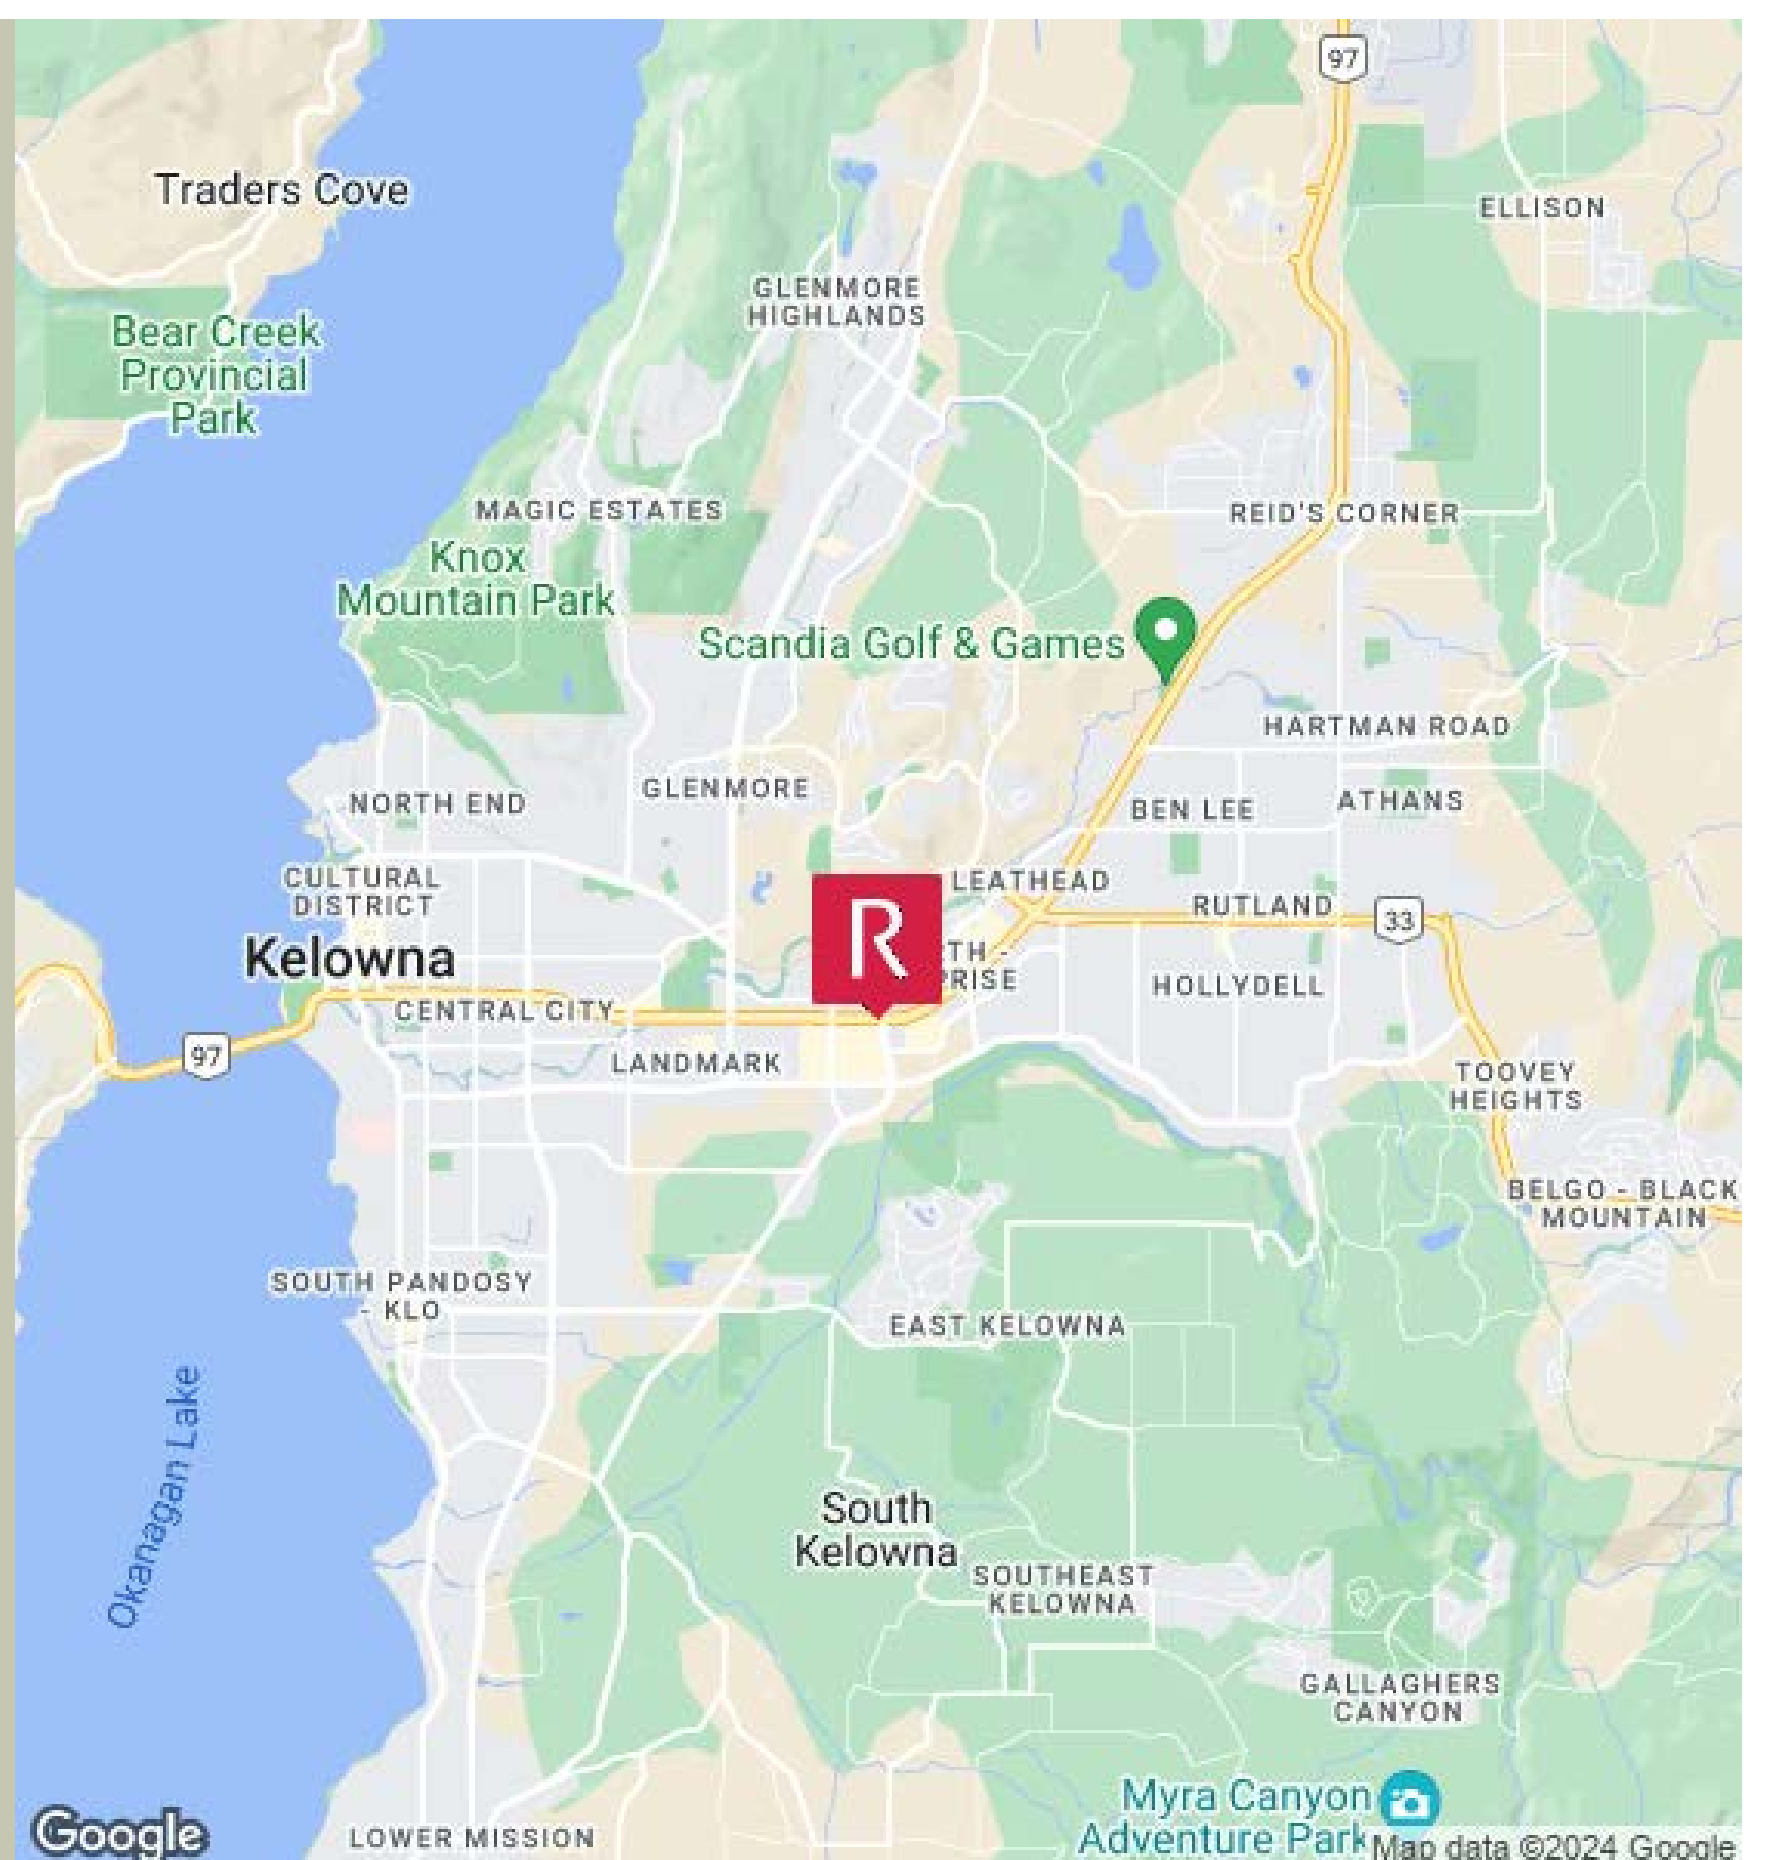 97
Traders Cove
ELLISON
GLENMORE
HIGHLANDS
Bear Creek
Provincial
Park
MAGIC ESTATES
REID'S CORNER
Knox
Mountain Park
Scandia Golf & Games
HARTMAN ROAD
GLENMORE
NORTH END
BEN LEE
ATHANS
CULTURAL
DISTRICT
LEATHEAD
RUTLAND
33
R
Kelowna
TH -
PRISE
HOLLYDELL
CENTRAL CITY
97
LANDMARK
TOOVEY
HEIGHTS
BELGO - BLACK
MOUNTAIN
SOUTH PANDOSY
- KLO
EAST KELOWNA
Okanagan Lake
South
Kelowna
SOUTHEAST
KELOWNA
GALLAGHERS
CANYON
Myra Canyon
Adventure Park
Google
LOWER MISSION
Map data ©2024 Google